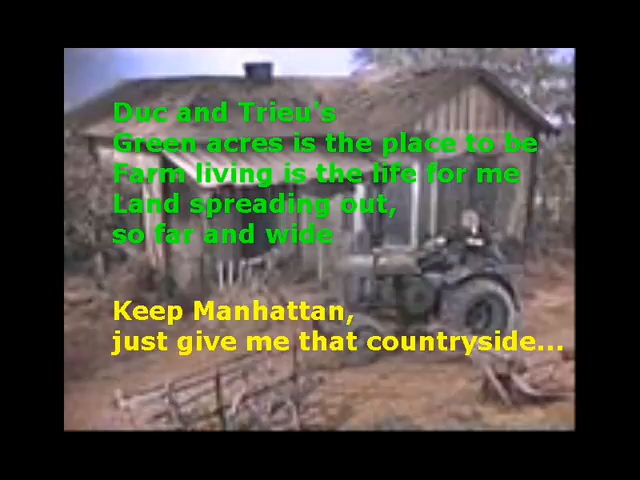 Duc and Trieu's
Green acres is the place to be
Farm living is the life for me
Land spreading out,
so far and wide
Keep Manhattan,
just give me that countryside...